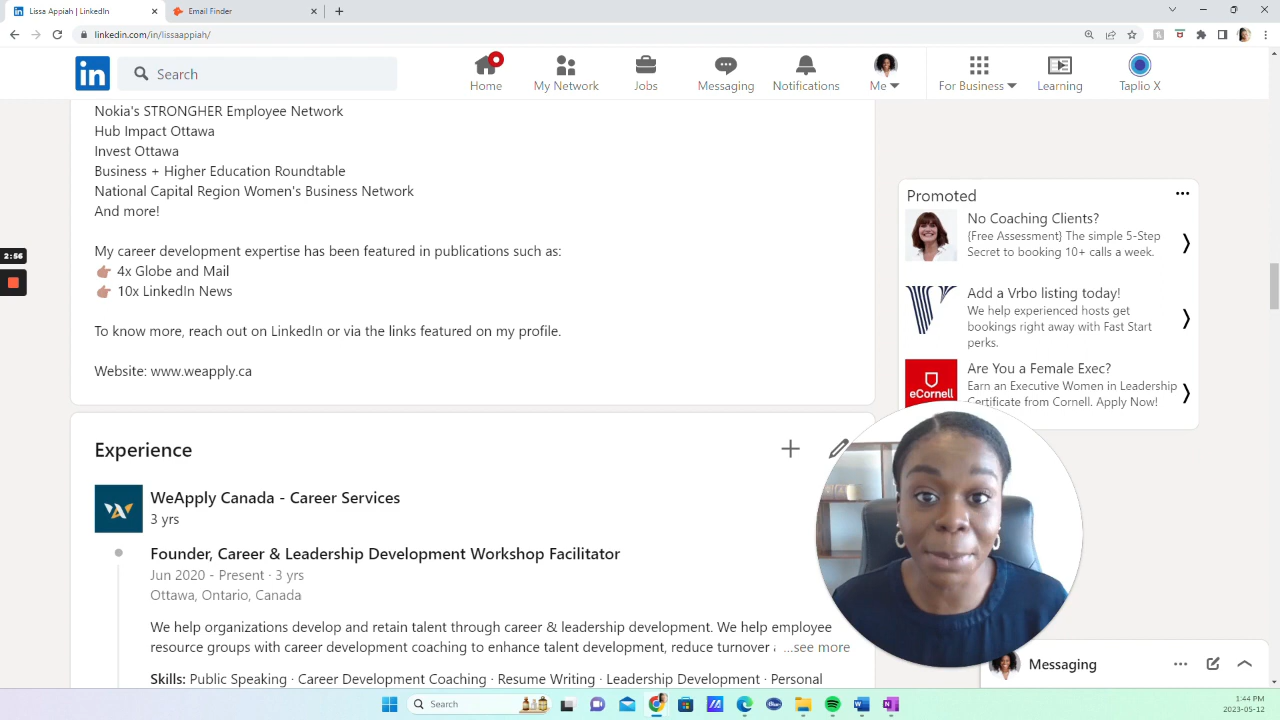 Lissa Appiah | LinkedIn
Email Finder
linkedin.com/in/lissaappiah/
in
Search
Home
My Network
Jobs
Messaging
Notifications
Me
For Business
Learning
Taplio X
Nokia's STRONGHER Employee Network
Hub Impact Ottawa
Invest Ottawa
Business + Higher Education Roundtable
National Capital Region Women's Business Network
And more!
My career development expertise has been featured in publications such as:
4x Globe and Mail
10x LinkedIn News
To know more, reach out on LinkedIn or via the links featured on my profile.
Website: www.weapply.ca
Promoted
No Coaching Clients?
{Free Assessment} The simple 5-Step
Secret to booking 10+ calls a week.
Add a Vrbo listing today!
We help experienced hosts get
bookings right away with Fast Start
perks.
Are You a Female Exec?
eCornell
Earn an Executive Women in Leadership
Certificate from Cornell. Apply Now!
2:56
Experience
WeApply Canada - Career Services
3 yrs
Founder, Career & Leadership Development Workshop Facilitator
Jun 2020 - Present · 3 yrs
Ottawa, Ontario, Canada
We help organizations develop and retain talent through career & leadership development. We help employee
resource groups with career development coaching to enhance talent development, reduce turnover ...see more
Skills: Public Speaking · Career Development Coaching · Resume Writing · Leadership Development · Personal
Messaging
Search
1:44 PM
2023-05-12